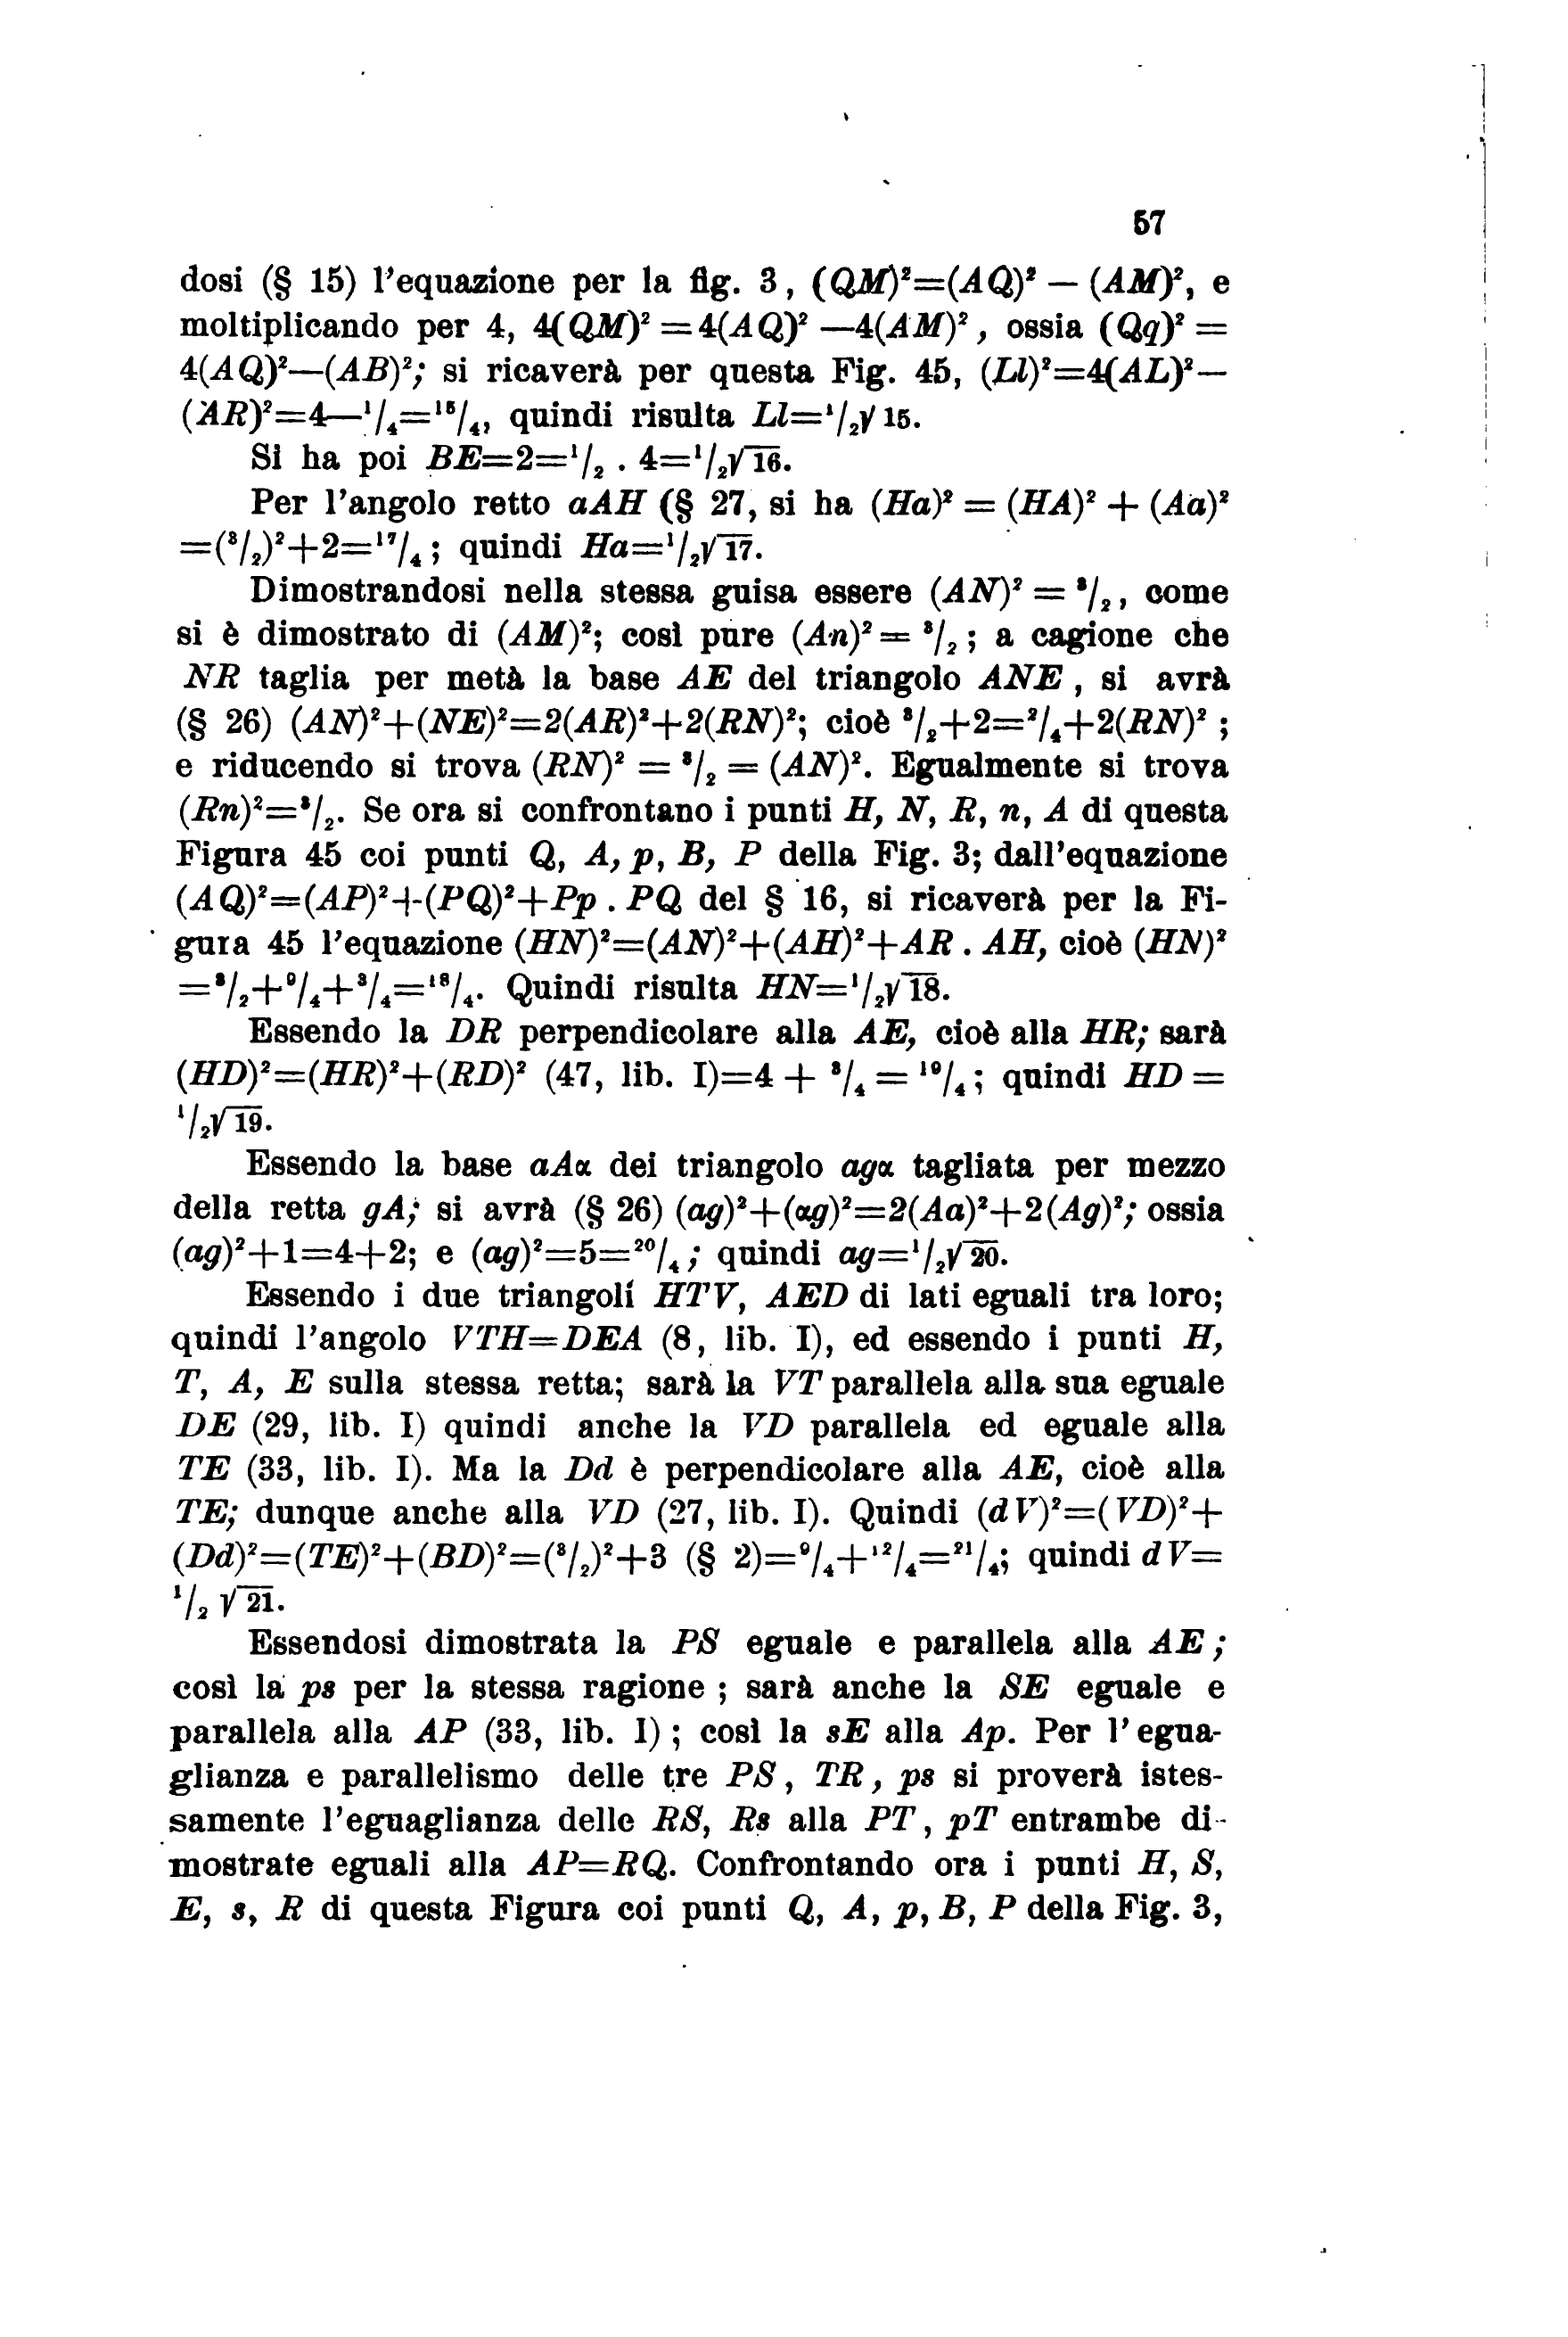 57
dosi (§ 15) l'equazione per la fig. 3, (QM)²=(AQ)² — (AM)², e
moltiplicando per 4, 4(QM)² =4(AQ)² —4(AM)², ossia (Qq)² =
4(AQ)²—(AB)²; si ricaverà per questa Fig. 45, (Ll)²=4(AL)²—
(AR)²=4—¹/₄=¹⁵/₄, quindi risulta Ll=¹/₂√15.
Si ha poi BE=2=¹/₂ . 4=¹/₂√16.
Per l'angolo retto aAH (§ 27, si ha (Ha)² = (HA)² + (Aa)²
=(³/₂)²+2=¹⁷/₄; quindi Ha=¹/₂√17.
Dimostrandosi nella stessa guisa essere (AN)² = ³/₂, come
si è dimostrato di (AM)²; così pure (An)² = ³/₂; a cagione che
NR taglia per metà la base AE del triangolo ANE, si avrà
(§ 26) (AN)²+(NE)²=2(AR)²+2(RN)²; cioè ³/₂+2=²/₄+2(RN)²;
e riducendo si trova (RN)² = ³/₂ = (AN)². Egualmente si trova
(Rn)²=³/₂. Se ora si confrontano i punti H, N, R, n, A di questa
Figura 45 coi punti Q, A, p, B, P della Fig. 3; dall'equazione
(AQ)²=(AP)²+(PQ)²+Pp . PQ del § 16, si ricaverà per la Fi-
gura 45 l'equazione (HN)²=(AN)²+(AH)²+AR . AH, cioè (HN)²
=³/₂+⁹/₄+³/₄=¹⁸/₄. Quindi risulta HN=¹/₂√18.
Essendo la DR perpendicolare alla AE, cioè alla HR; sarà
(HD)²=(HR)²+(RD)² (47, lib. I)=4 + ³/₄ = ¹⁹/₄; quindi HD =
¹/₂√19.
Essendo la base aAα dei triangolo agα tagliata per mezzo
della retta gA; si avrà (§ 26) (ag)²+(αg)²=2(Aa)²+2(Ag)²; ossia
(ag)²+1=4+2; e (ag)²=5=²⁰/₄; quindi ag=¹/₂√20.
Essendo i due triangoli HTV, AED di lati eguali tra loro;
quindi l'angolo VTH=DEA (8, lib. I), ed essendo i punti H,
T, A, E sulla stessa retta; sarà la VT parallela alla sua eguale
DE (29, lib. I) quindi anche la VD parallela ed eguale alla
TE (33, lib. I). Ma la Dd è perpendicolare alla AE, cioè alla
TE; dunque anche alla VD (27, lib. I). Quindi (dV)²=(VD)²+
(Dd)²=(TE)²+(BD)²=(³/₂)²+3 (§ 2)=⁹/₄+¹²/₄=²¹/₄; quindi dV=
¹/₂ √21.
Essendosi dimostrata la PS eguale e parallela alla AE;
così la ps per la stessa ragione; sarà anche la SE eguale e
parallela alla AP (33, lib. I); così la sE alla Ap. Per l'egua-
glianza e parallelismo delle tre PS, TR, ps si proverà istes-
samente l'eguaglianza delle RS, Rs alla PT, pT entrambe di-
mostrate eguali alla AP=RQ. Confrontando ora i punti H, S,
E, s, R di questa Figura coi punti Q, A, p, B, P della Fig. 3,